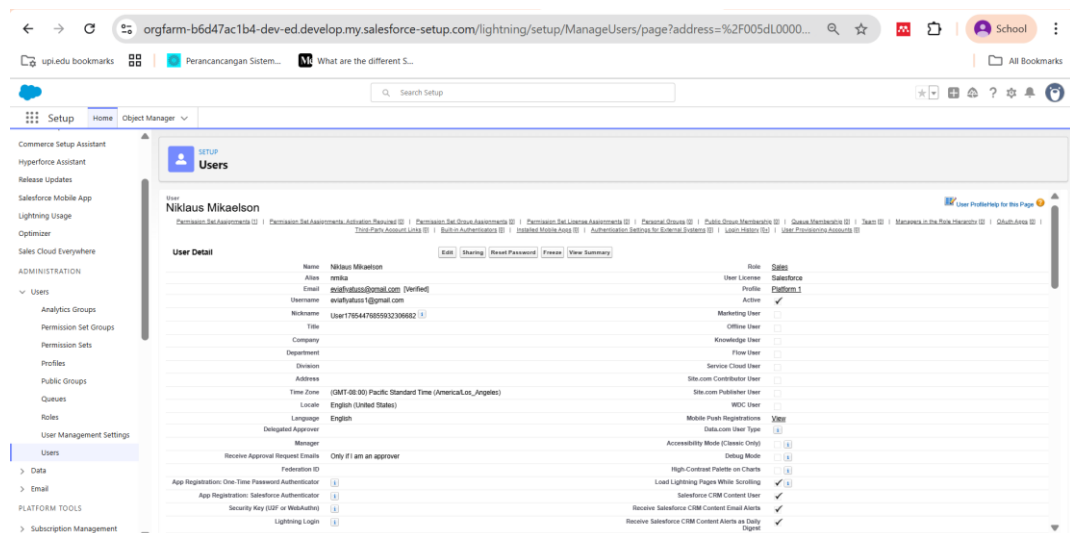 orgfarm-b6d47ac1b4-dev-ed.develop.my.salesforce-setup.com/lightning/setup/ManageUsers/page?address=%2F005dL0000... School
upi.edu bookmarks Perancancangan Sistem... What are the different S... All Bookmarks
Search Setup
Setup Home Object Manager
Commerce Setup Assistant
Hyperforce Assistant
Release Updates
Salesforce Mobile App
Lightning Usage
Optimizer
Sales Cloud Everywhere
ADMINISTRATION
Users
Analytics Groups
Permission Set Groups
Permission Sets
Profiles
Public Groups
Queues
Roles
User Management Settings
Users
Data
Email
PLATFORM TOOLS
Subscription Management
SETUP
Users
User
Niklaus Mikaelson
User Profile Help for this Page
Permission Set Assignments [1] | Permission Set Assignments: Activation Required [0] | Permission Set Group Assignments [0] | Permission Set License Assignments [0] | Personal Groups [0] | Public Group Membership [0] | Queue Membership [0] | Team [0] | Managers in the Role Hierarchy [0] | OAuth Apps [0] |
Third-Party Account Links [0] | Built-in Authenticators [0] | Installed Mobile Apps [0] | Authentication Settings for External Systems [0] | Login History [0+] | User Provisioning Accounts [0]
User Detail Edit Sharing Reset Password Freeze View Summary
Name Niklaus Mikaelson Role Sales
Alias nmika User License Salesforce
Email eviafiyatuss@gmail.com [Verified] Profile Platform 1
Username eviafiyatuss1@gmail.com Active
Nickname User17654476855932306682 Marketing User
Title Offline User
Company Knowledge User
Department Flow User
Division Service Cloud User
Address Site.com Contributor User
Time Zone (GMT-08:00) Pacific Standard Time (America/Los_Angeles) Site.com Publisher User
Locale English (United States) WDC User
Language English Mobile Push Registrations View
Delegated Approver Data.com User Type
Manager Accessibility Mode (Classic Only)
Receive Approval Request Emails Only if I am an approver Debug Mode
Federation ID High-Contrast Palette on Charts
App Registration: One-Time Password Authenticator Load Lightning Pages While Scrolling
App Registration: Salesforce Authenticator Salesforce CRM Content User
Security Key (U2F or WebAuthn) Receive Salesforce CRM Content Email Alerts
Lightning Login Receive Salesforce CRM Content Alerts as Daily
Digest